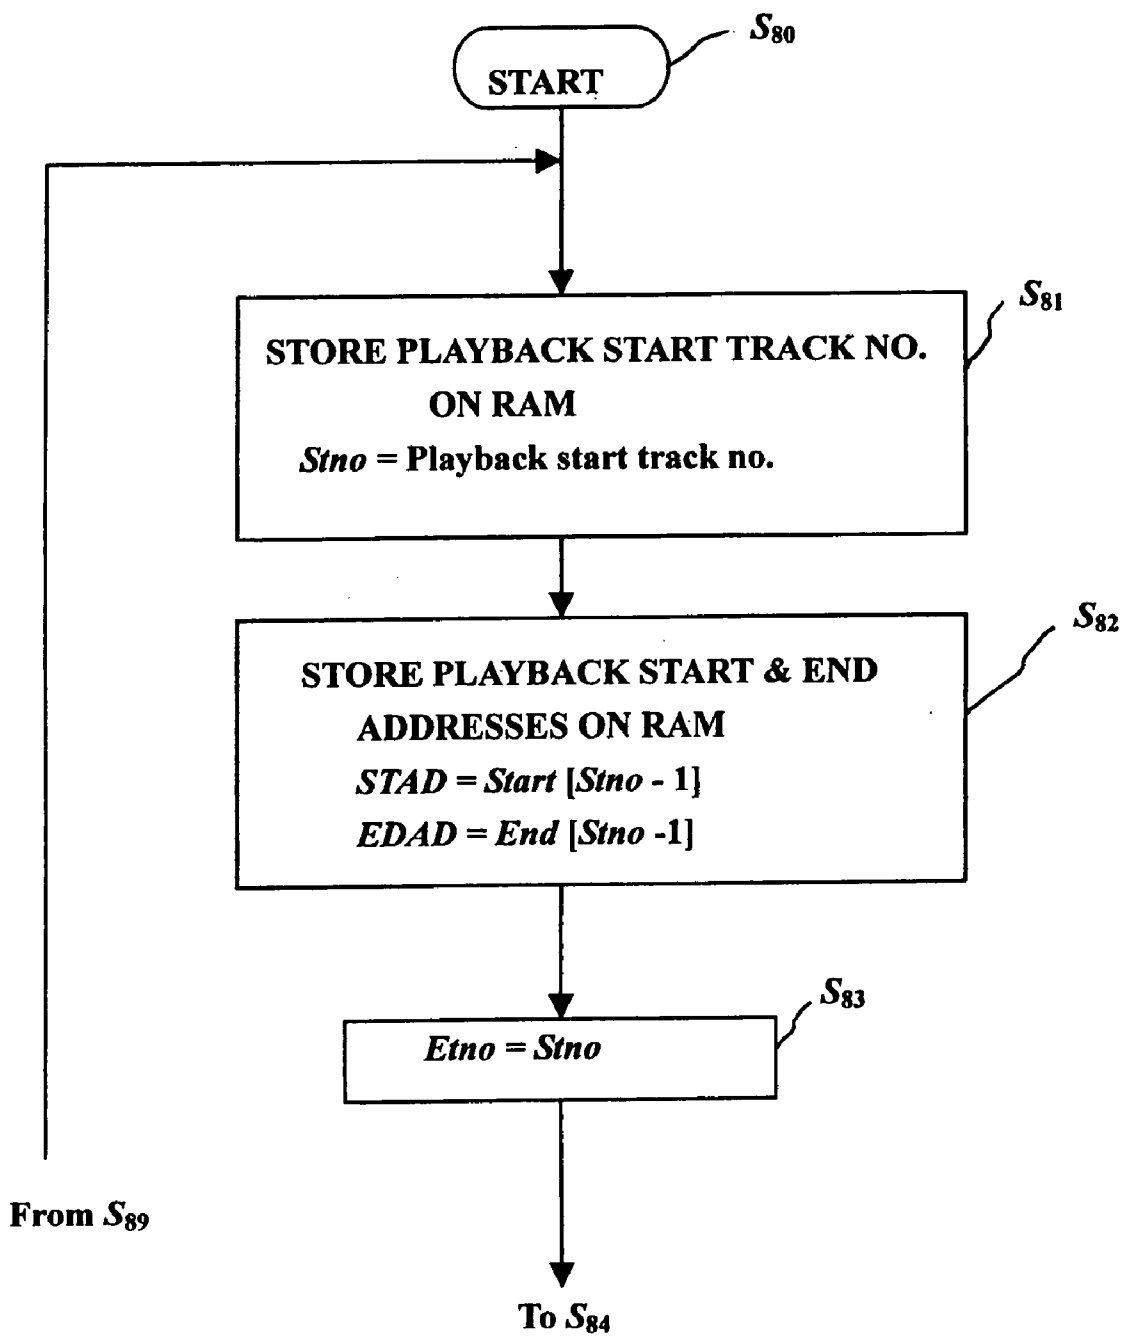 S80
START
S81
STORE PLAYBACK START TRACK NO.
ON RAM
Stno = Playback start track no.
S82
STORE PLAYBACK START & END
ADDRESSES ON RAM
STAD = Start [Stno - 1]
EDAD = End [Stno -1]
S83
Etno = Stno
From S89
To S84